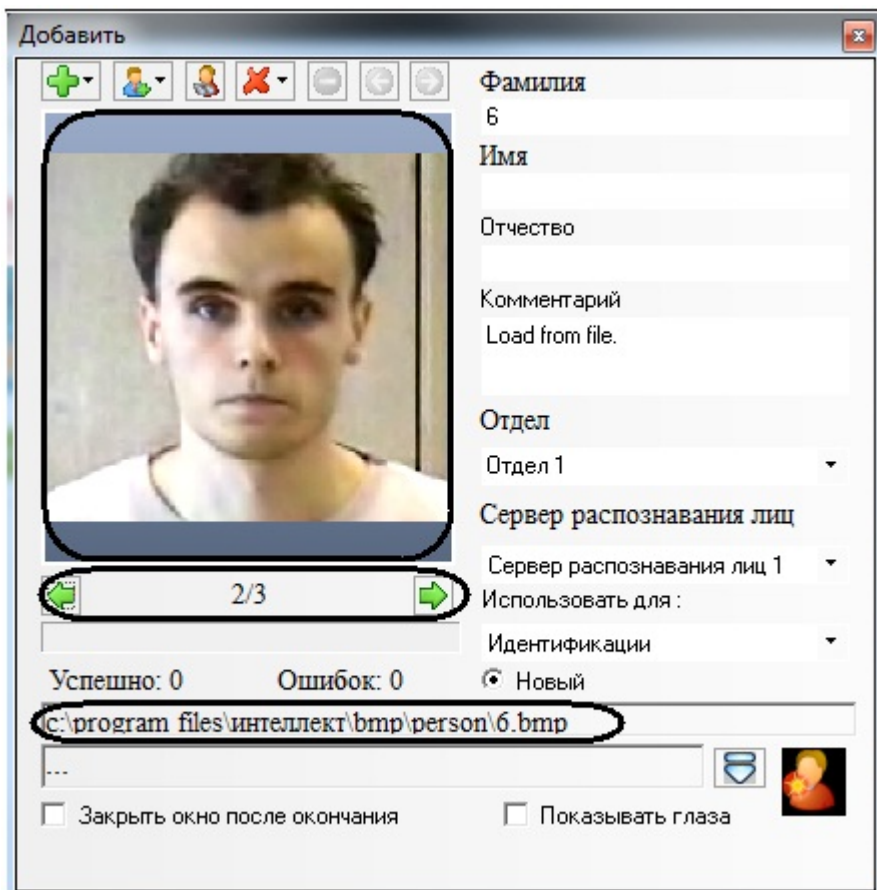 Добавить
Фамилия
6
Имя
Отчество
Комментарий
Load from file.
Отдел
Отдел 1
Сервер распознавания лиц
Сервер распознавания лиц 1
2/3
Использовать для :
Идентификации
Успешно: 0 Ошибок: 0
Новый
c:\program files\интеллект\bmp\person\6.bmp
...
Закрыть окно после окончания
Показывать глаза